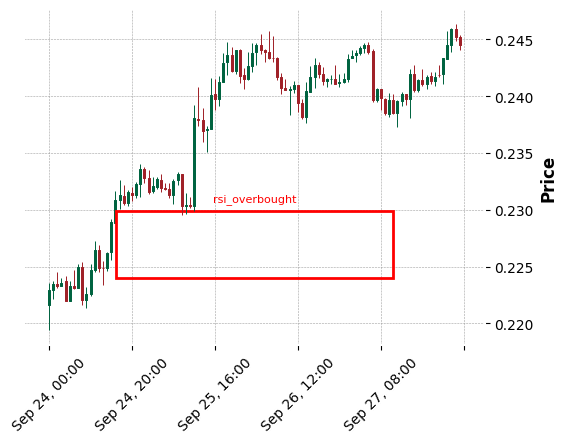 0.245
0.240
0.235
0.230
0.225
0.220
Price
rsi_overbought
Sep 24, 00:00
Sep 24, 20:00
Sep 25, 16:00
Sep 26, 12:00
Sep 27, 08:00